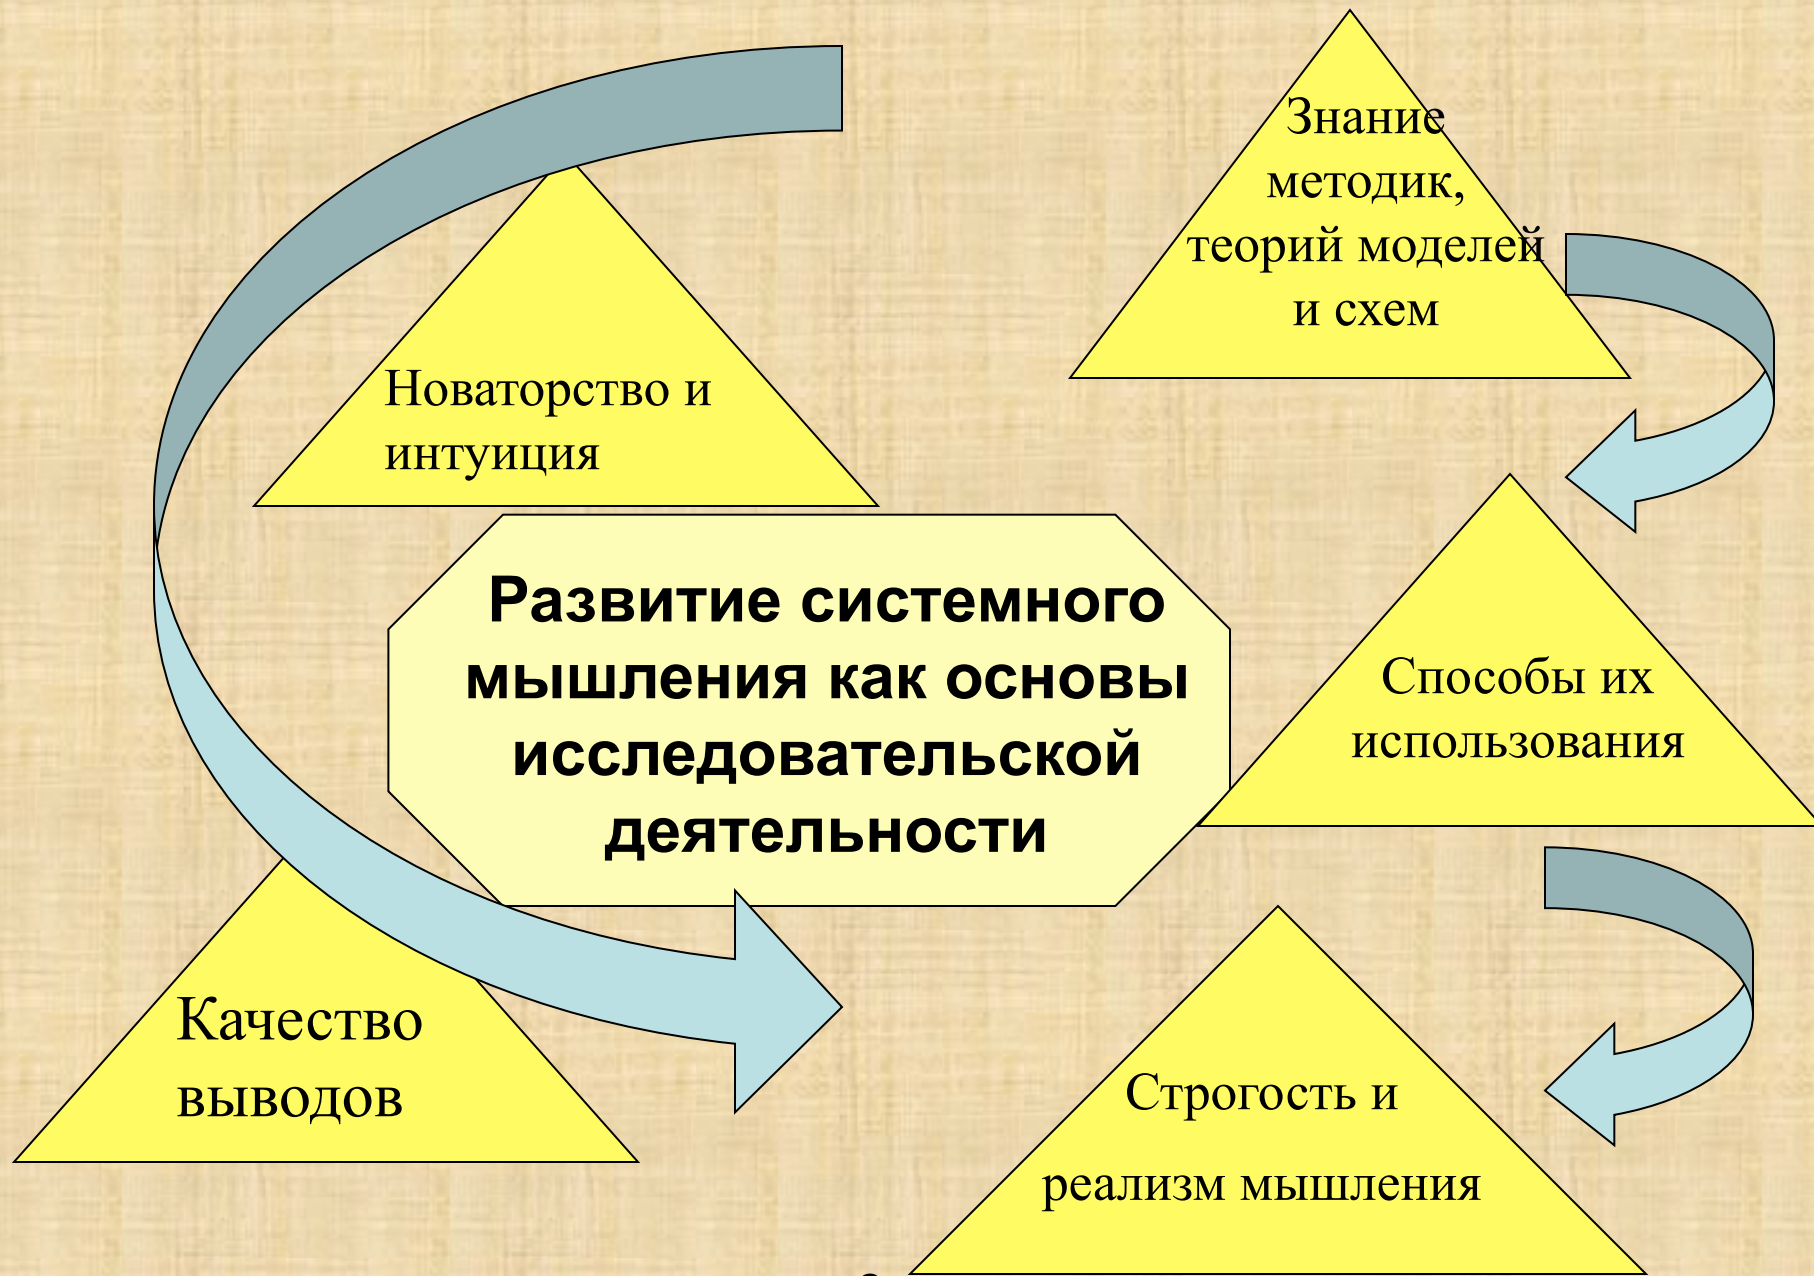 Знание
методик,
теорий моделей
и схем
Новаторство и
интуиция
Развитие системного
мышления как основы
исследовательской
деятельности
Способы их
использования
Качество
выводов
Строгость и
реализм мышления